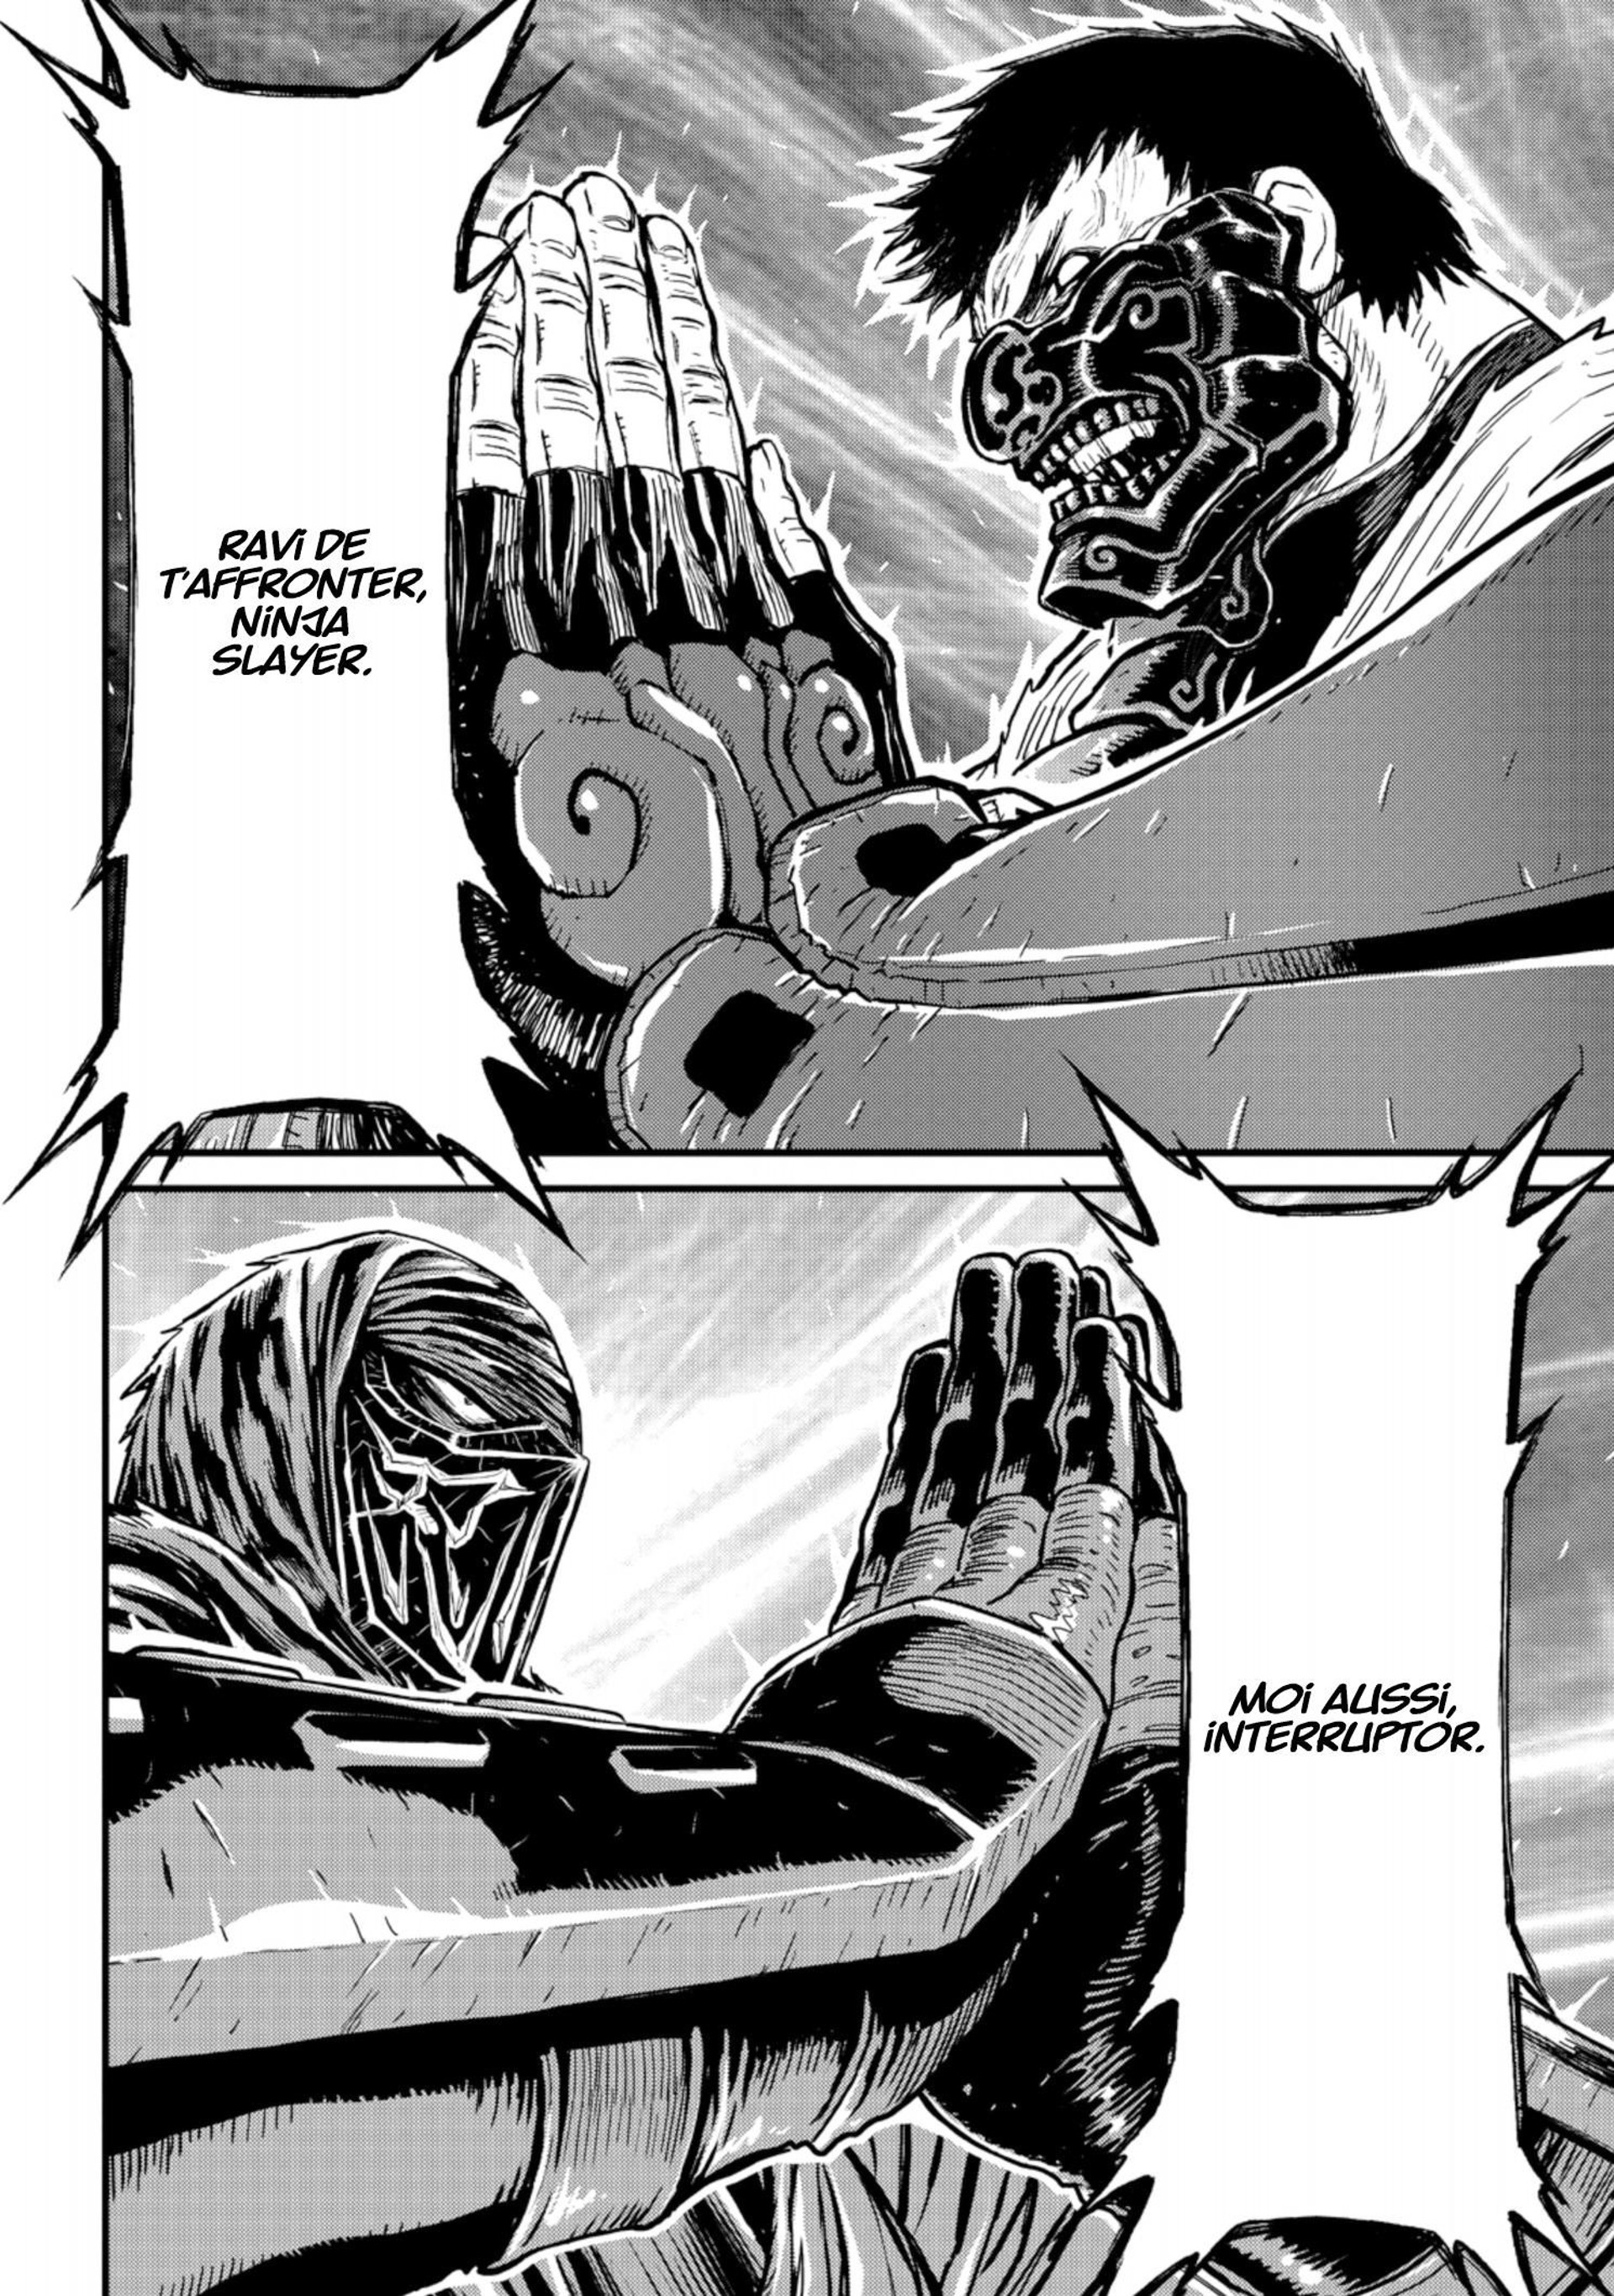 RAVI DE
T'AFFRONTER,
NINJA
SLAYER.
MOI AUSSI,
INTERRUPTOR.